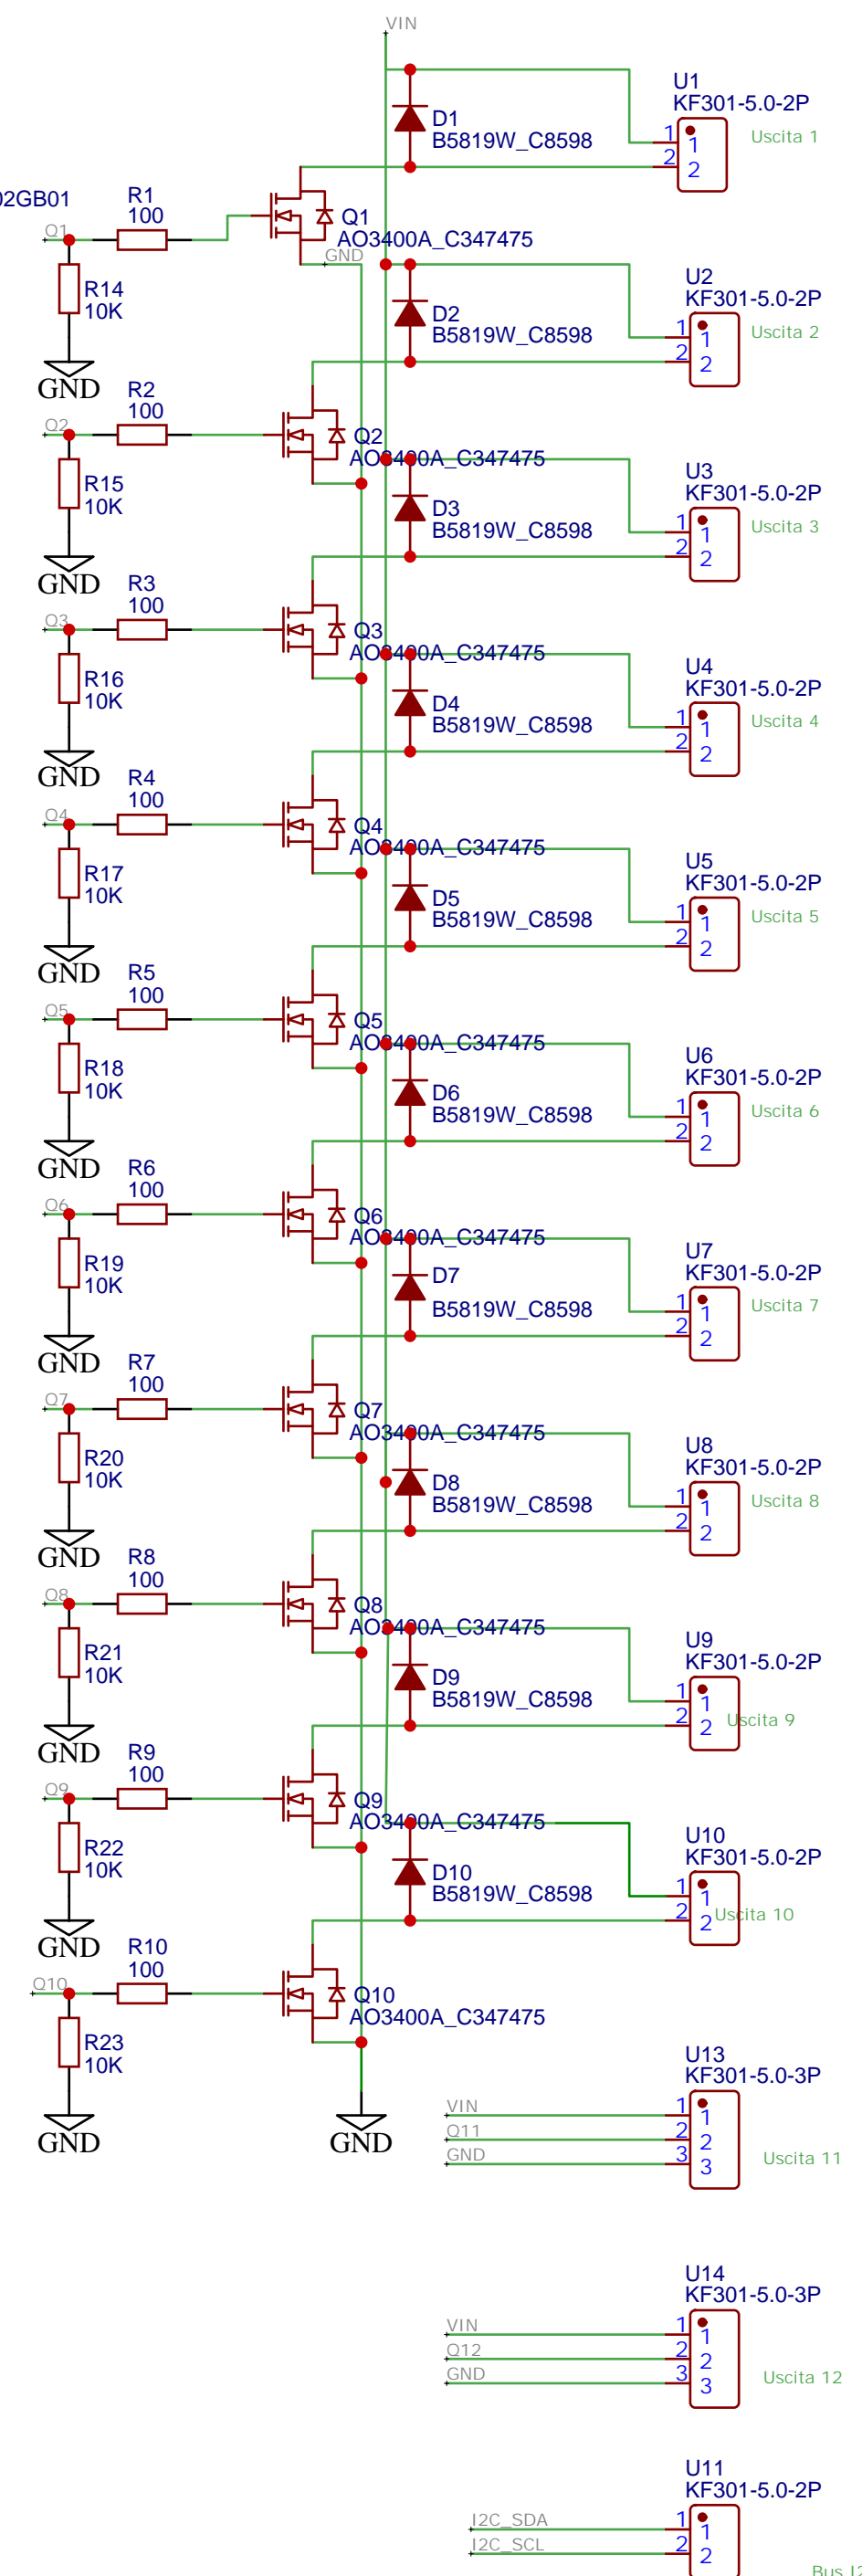 VIN
U1
KF301-5.0-2P
D1
B5819W_C8598
1
1
2
2
Uscita 1
02GB01
R1
100
Q1
Q1
AO3400A_C347475
GND
R14
10K
GND
U2
KF301-5.0-2P
D2
B5819W_C8598
1
1
2
2
Uscita 2
R2
100
Q2
Q2
AO3400A_C347475
R15
10K
GND
U3
KF301-5.0-2P
D3
B5819W_C8598
1
1
2
2
Uscita 3
R3
100
Q3
Q3
AO3400A_C347475
R16
10K
GND
U4
KF301-5.0-2P
D4
B5819W_C8598
1
1
2
2
Uscita 4
R4
100
Q4
Q4
AO3400A_C347475
R17
10K
GND
U5
KF301-5.0-2P
D5
B5819W_C8598
1
1
2
2
Uscita 5
R5
100
Q5
Q5
AO3400A_C347475
R18
10K
GND
U6
KF301-5.0-2P
D6
B5819W_C8598
1
1
2
2
Uscita 6
R6
100
Q6
Q6
AO3400A_C347475
R19
10K
GND
U7
KF301-5.0-2P
D7
B5819W_C8598
1
1
2
2
Uscita 7
R7
100
Q7
Q7
AO3400A_C347475
R20
10K
GND
U8
KF301-5.0-2P
D8
B5819W_C8598
1
1
2
2
Uscita 8
R8
100
Q8
Q8
AO3400A_C347475
R21
10K
GND
U9
KF301-5.0-2P
D9
B5819W_C8598
1
1
2
2
Uscita 9
R9
100
Q9
Q9
AO3400A_C347475
R22
10K
GND
U10
KF301-5.0-2P
D10
B5819W_C8598
1
1
2
2
Uscita 10
R10
100
Q10
Q10
AO3400A_C347475
R23
10K
GND
GND
U13
KF301-5.0-3P
VIN
1
1
Q11
2
2
GND
3
3
Uscita 11
U14
KF301-5.0-3P
VIN
1
1
Q12
2
2
GND
3
3
Uscita 12
U11
KF301-5.0-2P
I2C_SDA
1
1
I2C_SCL
2
2
Bus I2